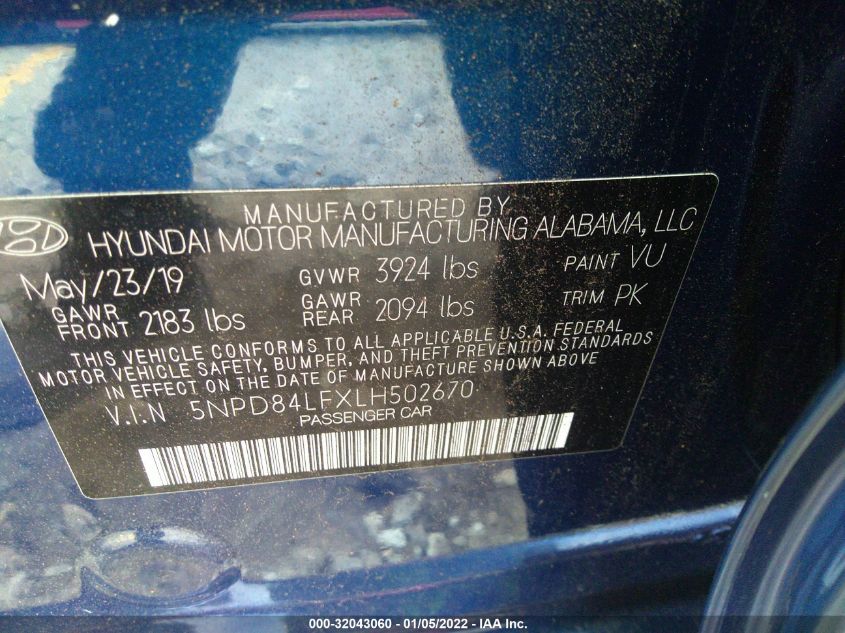 MANUFACTURED BY
HYUNDAI MOTOR MANUFACTURING ALABAMA, LLC
May/23/19 GVWR 3924 lbs PAINT VU
GAWR FRONT 2183 lbs GAWR REAR 2094 lbs TRIM PK
THIS VEHICLE CONFORMS TO ALL APPLICABLE U.S.A. FEDERAL
MOTOR VEHICLE SAFETY, BUMPER, AND THEFT PREVENTION STANDARDS
IN EFFECT ON THE DATE OF MANUFACTURE SHOWN ABOVE
V.I.N 5NPD84LFXLH502670
PASSENGER CAR
000-32043060 - 01/05/2022 - © IAA Inc.